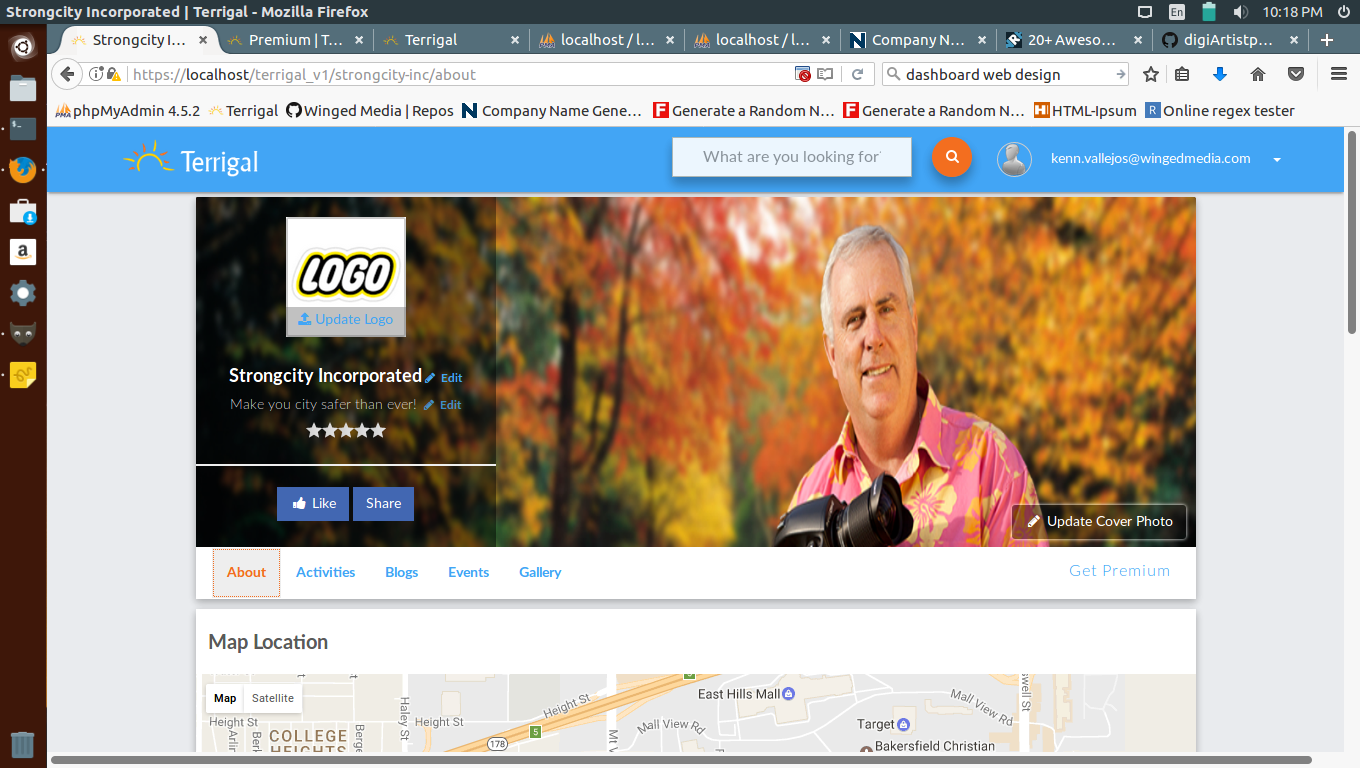 Strongcity Incorporated | Terrigal - Mozilla Firefox
En
10:18 PM
Strongcity I…
Premium | T…
Terrigal
localhost / l…
localhost / l…
Company N…
20+ Aweso…
digiArtistp…
https://localhost/terrigal_v1/strongcity-inc/about
dashboard web design
phpMyAdmin 4.5.2
Terrigal
Winged Media | Repos
Company Name Gene…
Generate a Random N…
Generate a Random N…
HTML-Ipsum
Online regex tester
Terrigal
What are you looking for
kenn.vallejos@wingedmedia.com
LOGO
Update Logo
Strongcity Incorporated Edit
Make you city safer than ever! Edit
Like
Share
Update Cover Photo
About
Activities
Blogs
Events
Gallery
Get Premium
Map Location
Map
Satellite
East Hills Mall
Height St
Haley St
Height St
Height St
Mall View Rd
Mall View Rd
Target
Bakersfield Christian
COLLEGE
HEIGHTS
178
5